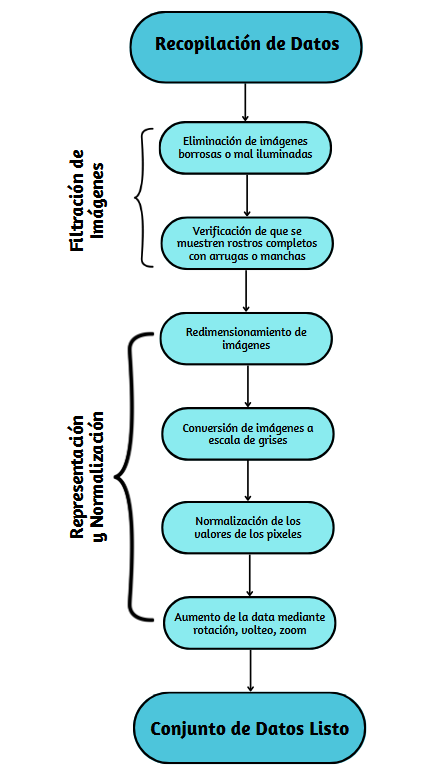 Recopilación de Datos
Filtración de
Imágenes
Eliminación de imágenes
borrosas o mal iluminadas
Verificación de que se
muestren rostros completos
con arrugas o manchas
Representación
y Normalización
Redimensionamiento de
imágenes
Conversión de imágenes a
escala de grises
Normalización de los
valores de los pixeles
Aumento de la data mediante
rotación, volteo, zoom
Conjunto de Datos Listo